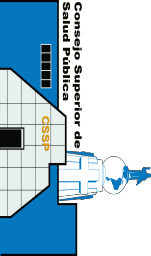 Consejo Superior de
Salud Pública
CSSP